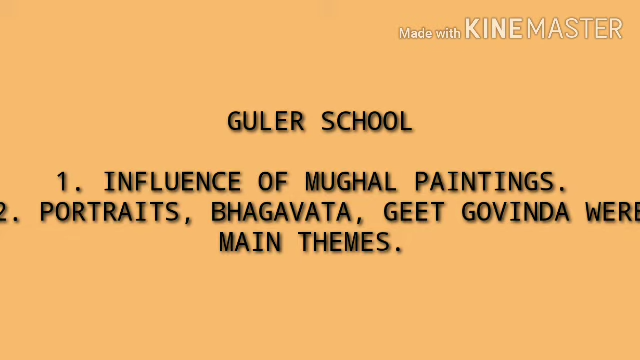 Made with KINEMASTER
GULER SCHOOL
1. INFLUENCE OF MUGHAL PAINTINGS.
2. PORTRAITS, BHAGAVATA, GEET GOVINDA WERE
MAIN THEMES.